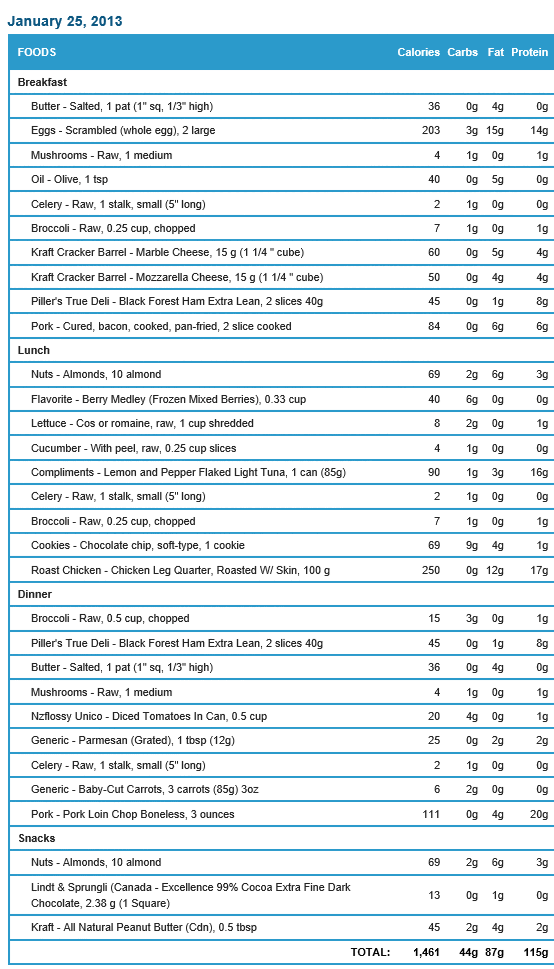 January 25, 2013
FOODS Calories Carbs Fat Protein
Breakfast
Butter - Salted, 1 pat (1" sq, 1/3" high) 36 0g 4g 0g
Eggs - Scrambled (whole egg), 2 large 203 3g 15g 14g
Mushrooms - Raw, 1 medium 4 1g 0g 1g
Oil - Olive, 1 tsp 40 0g 5g 0g
Celery - Raw, 1 stalk, small (5" long) 2 1g 0g 0g
Broccoli - Raw, 0.25 cup, chopped 7 1g 0g 1g
Kraft Cracker Barrel - Marble Cheese, 15 g (1 1/4 " cube) 60 0g 5g 4g
Kraft Cracker Barrel - Mozzarella Cheese, 15 g (1 1/4 " cube) 50 0g 4g 4g
Piller's True Deli - Black Forest Ham Extra Lean, 2 slices 40g 45 0g 1g 8g
Pork - Cured, bacon, cooked, pan-fried, 2 slice cooked 84 0g 6g 6g
Lunch
Nuts - Almonds, 10 almond 69 2g 6g 3g
Flavorite - Berry Medley (Frozen Mixed Berries), 0.33 cup 40 6g 0g 0g
Lettuce - Cos or romaine, raw, 1 cup shredded 8 2g 0g 1g
Cucumber - With peel, raw, 0.25 cup slices 4 1g 0g 0g
Compliments - Lemon and Pepper Flaked Light Tuna, 1 can (85g) 90 1g 3g 16g
Celery - Raw, 1 stalk, small (5" long) 2 1g 0g 0g
Broccoli - Raw, 0.25 cup, chopped 7 1g 0g 1g
Cookies - Chocolate chip, soft-type, 1 cookie 69 9g 4g 1g
Roast Chicken - Chicken Leg Quarter, Roasted W/ Skin, 100 g 250 0g 12g 17g
Dinner
Broccoli - Raw, 0.5 cup, chopped 15 3g 0g 1g
Piller's True Deli - Black Forest Ham Extra Lean, 2 slices 40g 45 0g 1g 8g
Butter - Salted, 1 pat (1" sq, 1/3" high) 36 0g 4g 0g
Mushrooms - Raw, 1 medium 4 1g 0g 1g
Nzflossy Unico - Diced Tomatoes In Can, 0.5 cup 20 4g 0g 1g
Generic - Parmesan (Grated), 1 tbsp (12g) 25 0g 2g 2g
Celery - Raw, 1 stalk, small (5" long) 2 1g 0g 0g
Generic - Baby-Cut Carrots, 3 carrots (85g) 3oz 6 2g 0g 0g
Pork - Pork Loin Chop Boneless, 3 ounces 111 0g 4g 20g
Snacks
Nuts - Almonds, 10 almond 69 2g 6g 3g
Lindt & Sprungli (Canada - Excellence 99% Cocoa Extra Fine Dark
Chocolate, 2.38 g (1 Square) 13 0g 1g 0g
Kraft - All Natural Peanut Butter (Cdn), 0.5 tbsp 45 2g 4g 2g
TOTAL: 1,461 44g 87g 115g